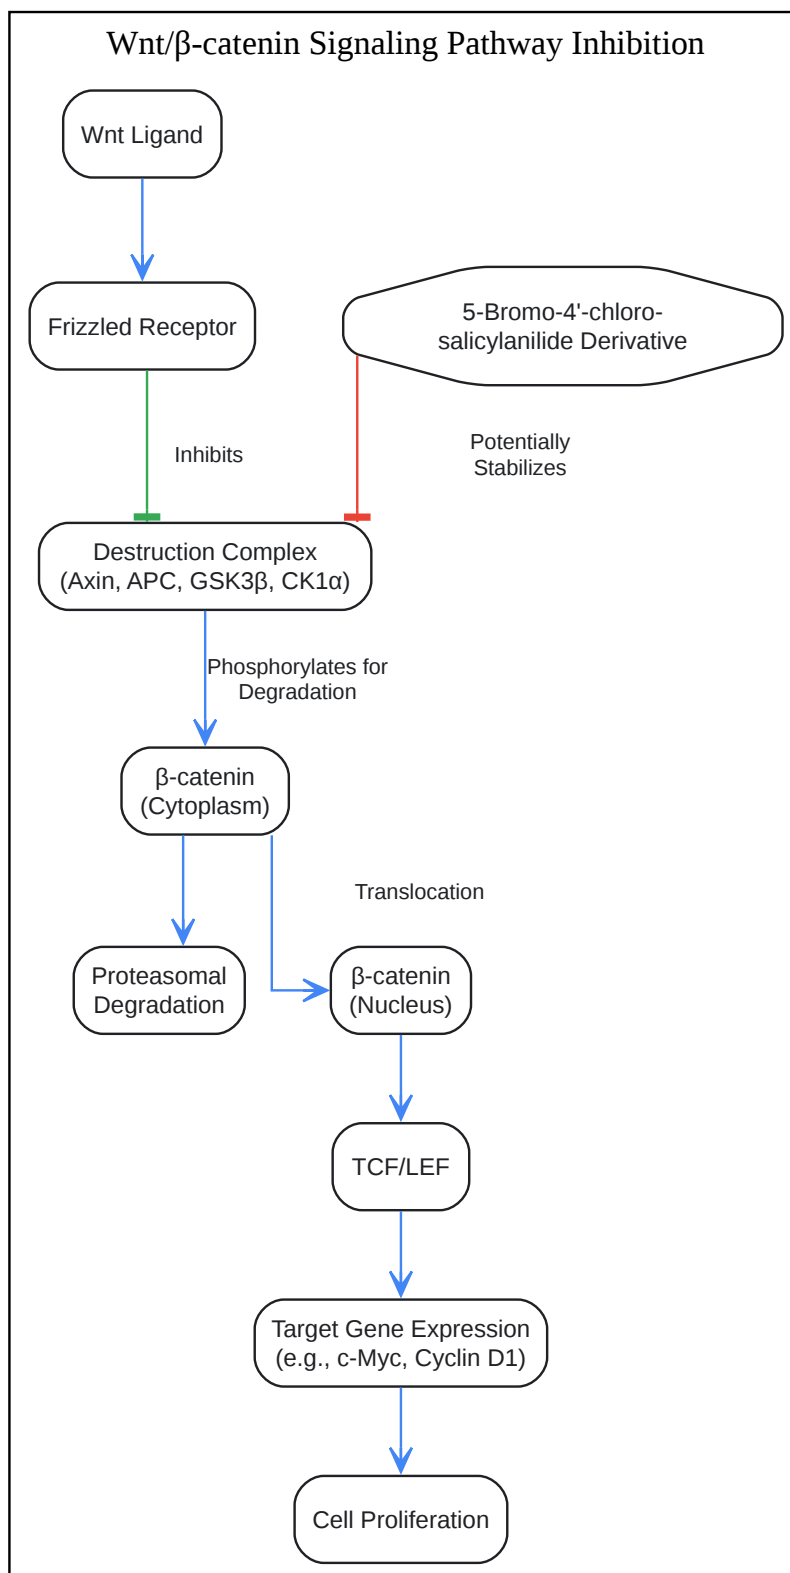 Wnt/β-catenin Signaling Pathway Inhibition
Wnt Ligand
Frizzled Receptor
5-Bromo-4'-chloro-
salicylanilide Derivative
Inhibits
Potentially
Stabilizes
Destruction Complex
(Axin, APC, GSK3β, CK1α)
Phosphorylates for
Degradation
β-catenin
(Cytoplasm)
Translocation
Proteasomal
Degradation
β-catenin
(Nucleus)
TCF/LEF
Target Gene Expression
(e.g., c-Myc, Cyclin D1)
Cell Proliferation